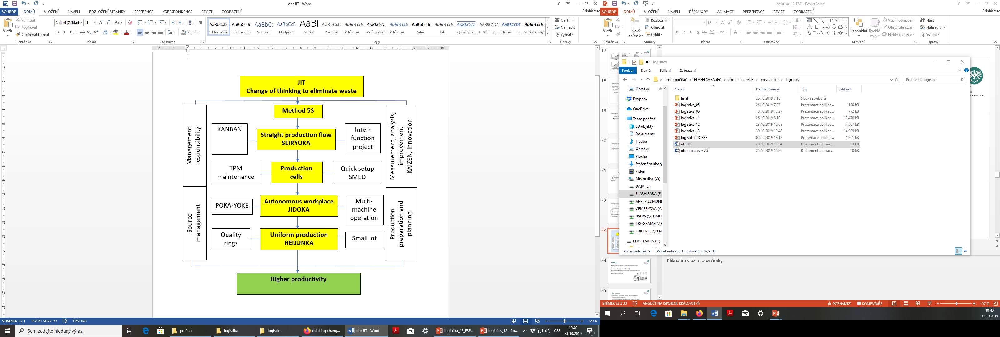 obr JIT - Word
Přihlásit se
SOUBOR DOMŮ VLOŽENÍ NÁVRH ROZLOŽENÍ STRÁNKY REFERENCE KORESPONDENCE REVIZE ZOBRAZENÍ
Vložit
Vyjmout
Kopírovat
Kopírovat formát
Schránka
Calibri (Základ 11
Písmo
Odstavec
AaBbCcDc AaBbCcDc AaBbCc AaBbCcD AaBl AaBbCcD AaBbCcDc AaBbCcDc AaBbCcDc AaBbCcDc AaBbCcDc AaBbCcDc AABBCCDC AABBCCDC AaBbCcDc
¶ Normální ¶ Bez mezer Nadpis 1 Nadpis 2 Název Podtitul Zdůrazně... Zdůraznění Zdůrazně... Silné Citát Výrazný ci... Odkaz – je... Odkaz – in... Název knihy
Styly
Najít
Nahradit
Vybrat
Úpravy
JIT
Change of thinking to eliminate waste
Method 5S
Management responsibility
Measurement, analysis, improvement
KAIZEN, innovation
KANBAN
Straight production flow
SEIRYUKA
Inter-
function
project
TPM
maintenance
Production
cells
Quick setup
SMED
Source management
Production preparation and planning
POKA-YOKE
Autonomous workplace
JIDOKA
Multi-
machine
operation
Quality
rings
Uniform production
HEIJUNKA
Small lot
Higher productivity
STRÁNKA 1 Z 1 POČET SLOV: 53 ČEŠTINA
120 %
Sem zadejte hledaný výraz.
prefinal
logistika
logistics
thinking chang...
obr JIT - Word
logistika_12_ESF...
logistics_12 - Po...
CES
10:40
31.10.2019
logistika_12_ESF - PowerPoint
Přihlásit se
SOUBOR DOMŮ VLOŽENÍ NÁVRH PŘECHODY ANIMACE PREZENTACE REVIZE ZOBRAZENÍ
Vložit
Schránka
Nový
snímek
Rozložení
Obnovit
Oddíl
Snímky
18
Písmo
Odstavec
Uspořádat
Rychlé
styly
Výplň obrazce
Obrys obrazce
Efekty obrazce
Kreslení
Najít
Nahradit
Vybrat
Úpravy
17
18
19
20
21
22
23
24
25
KANBAN
logistics
Soubor Domů Sdílení Zobrazení
Tento počítač > FLASH SARA (F:) > akreditace MaE > prezentace > logistics
Prohledat: logistics
Obrázky
Dropbox
OneDrive
Tento počítač
3D objekty
Dokumenty
Hudba
Obrázky
Plocha
Stažené soubory
Videa
Místní disk (C:)
DATA (E:)
FLASH SARA (F:)
APP (\\EDMUND
CEMERKOVA (\\
USERS (\\EDMUN
PROGRAMS (\\E
SDILENE (\\DEM
FLASH SARA (F:)
Název Datum změny Typ Velikost
final 26.10.2019 7:16 Složka souborů
logistics_05 26.10.2019 7:07 Prezentace aplikac... 130 kB
logistics_06 18.10.2019 10:27 Prezentace aplikac... 772 kB
logistics_11 26.10.2019 8:18 Prezentace aplikac... 10 470 kB
logistics_12 28.10.2019 19:08 Prezentace aplikac... 4 907 kB
logistics_13 30.10.2019 10:48 Prezentace aplikac... 14 909 kB
logistika_13_ESF 02.05.2019 13:13 Prezentace aplikac... 1 291 kB
obr JIT 28.10.2019 18:54 Dokument aplikac... 53 kB
obr naklady v ZS 25.10.2019 15:29 Dokument aplikac... 60 kB
Počet položek: 9 Počet vybraných položek: 1; 52,9 kB
KARVINA
Kliknutím vložíte poznámky.
SNÍMEK 23 Z 33 ANGLIČTINA (SPOJENÉ KRÁLOVSTVÍ)
POZNÁMKY KOMENTÁŘE
107 %
10:40
31.10.2019